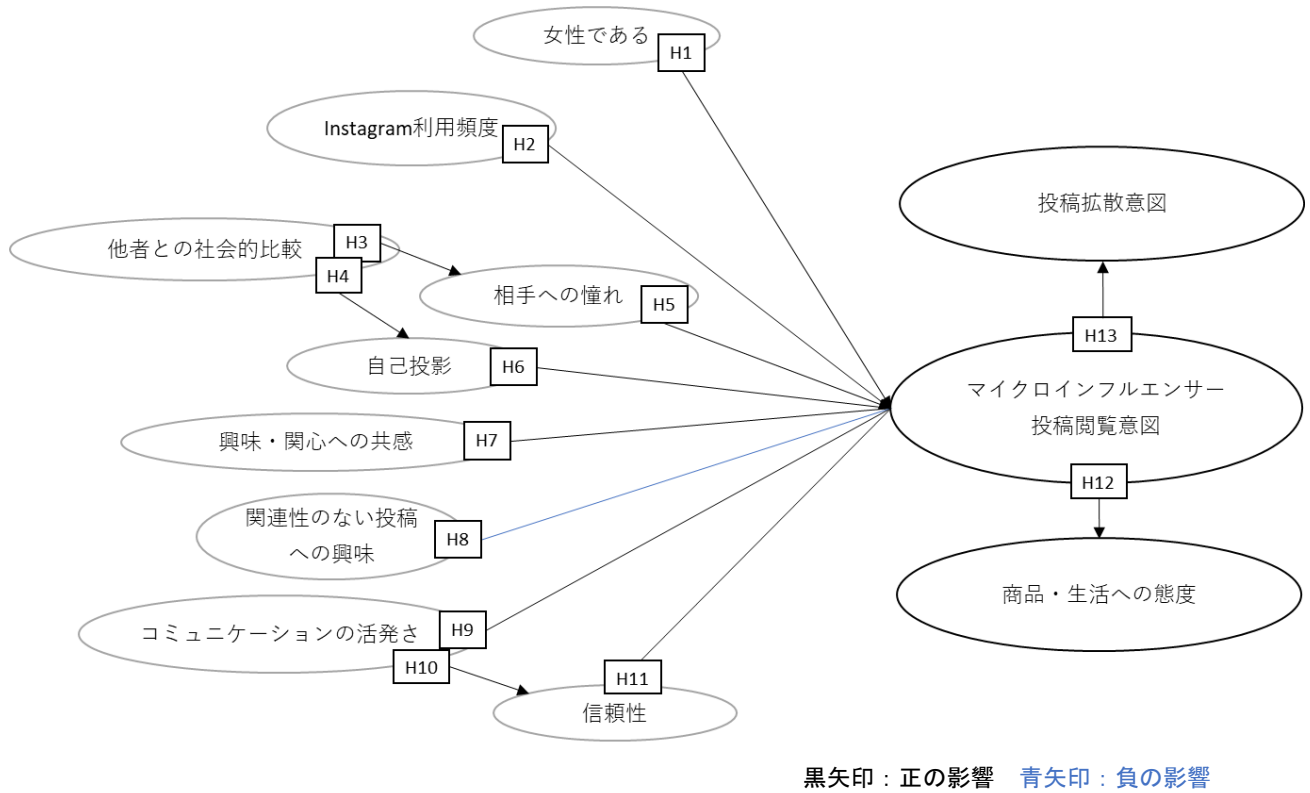 女性である
H1
Instagram利用頻度
H2
他者との社会的比較
H3
H4
相手への憧れ
H5
自己投影
H6
興味・関心への共感
H7
関連性のない投稿
への興味
H8
コミュニケーションの活発さ
H9
H10
H11
信頼性
投稿拡散意図
H13
マイクロインフルエンサー
投稿閲覧意図
H12
商品・生活への態度
黒矢印：正の影響　青矢印：負の影響